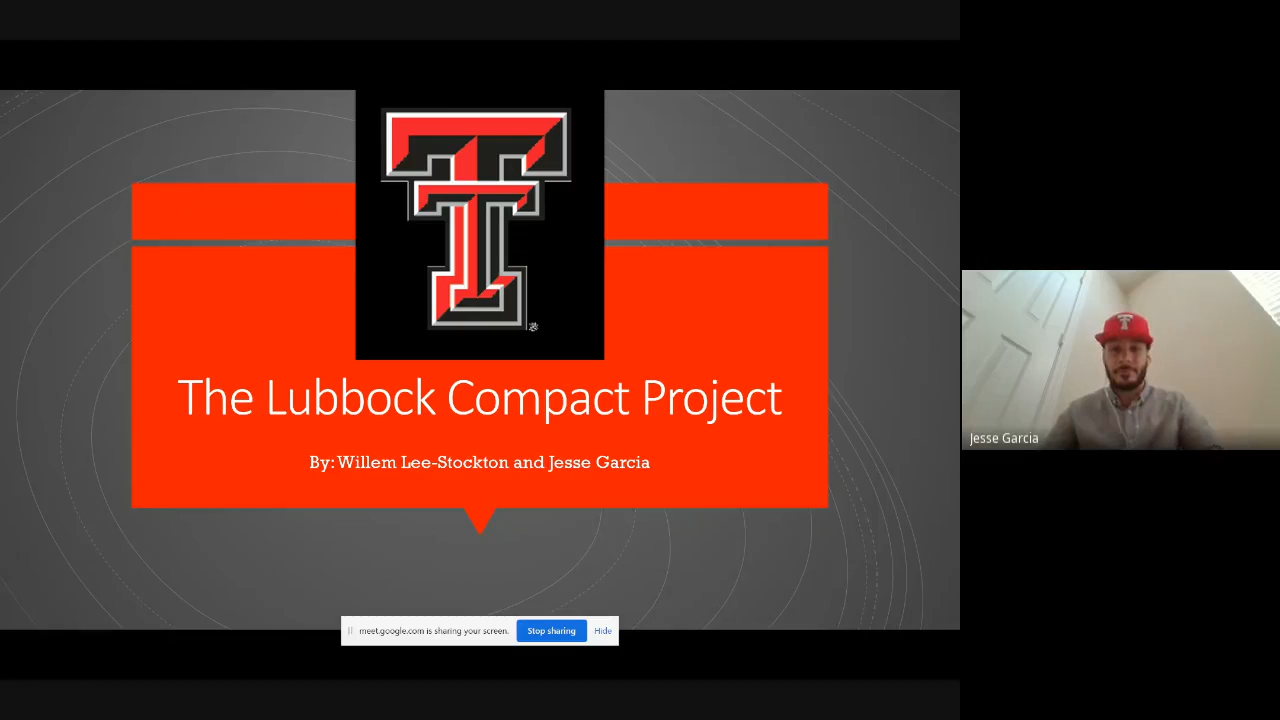 The Lubbock Compact Project
By: Willem Lee-Stockton and Jesse Garcia
meet.google.com is sharing your screen.
Stop sharing
Hide
Jesse Garcia